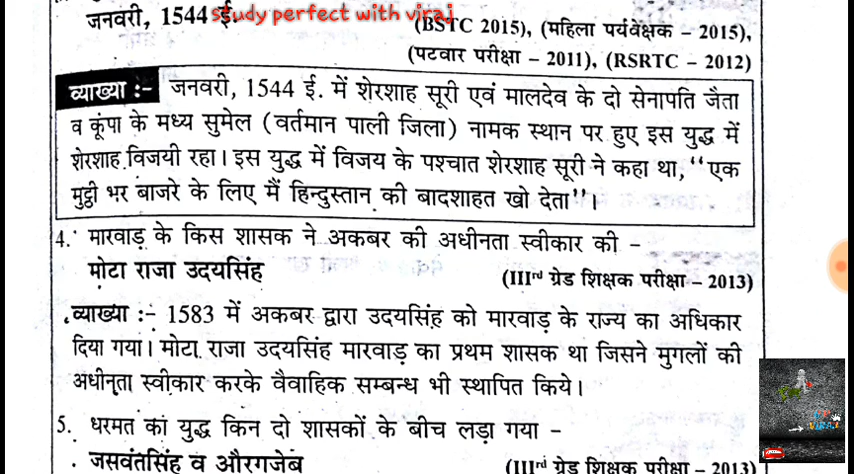 study perfect with viraj
जनवरी, 1544 ई.
(BSTC 2015), (महिला पर्यवेक्षक – 2015),
(पटवार परीक्षा – 2011), (RSRTC – 2012)
व्याख्या :- जनवरी, 1544 ई. में शेरशाह सूरी एवं मालदेव के दो सेनापति जैता
व कूंपा के मध्य सुमेल (वर्तमान पाली जिला) नामक स्थान पर हुए इस युद्ध में
शेरशाह विजयी रहा। इस युद्ध में विजय के पश्चात शेरशाह सूरी ने कहा था, "एक
मुट्ठी भर बाजरे के लिए मैं हिन्दुस्तान की बादशाहत खो देता"।
4. मारवाड़ के किस शासक ने अकबर की अधीनता स्वीकार की –
मोटा राजा उदयसिंह
(IIIrd ग्रेड शिक्षक परीक्षा – 2013)
व्याख्या :- 1583 में अकबर द्वारा उदयसिंह को मारवाड़ के राज्य का अधिकार
दिया गया। मोटा राजा उदयसिंह मारवाड़ का प्रथम शासक था जिसने मुगलों की
अधीनता स्वीकार करके वैवाहिक सम्बन्ध भी स्थापित किये।
5. धरमत का युद्ध किन दो शासकों के बीच लड़ा गया –
जसवंतसिंह व औरंगजेब
(IIIrd ग्रेड शिक्षक परीक्षा – 2013)
VIRAJ